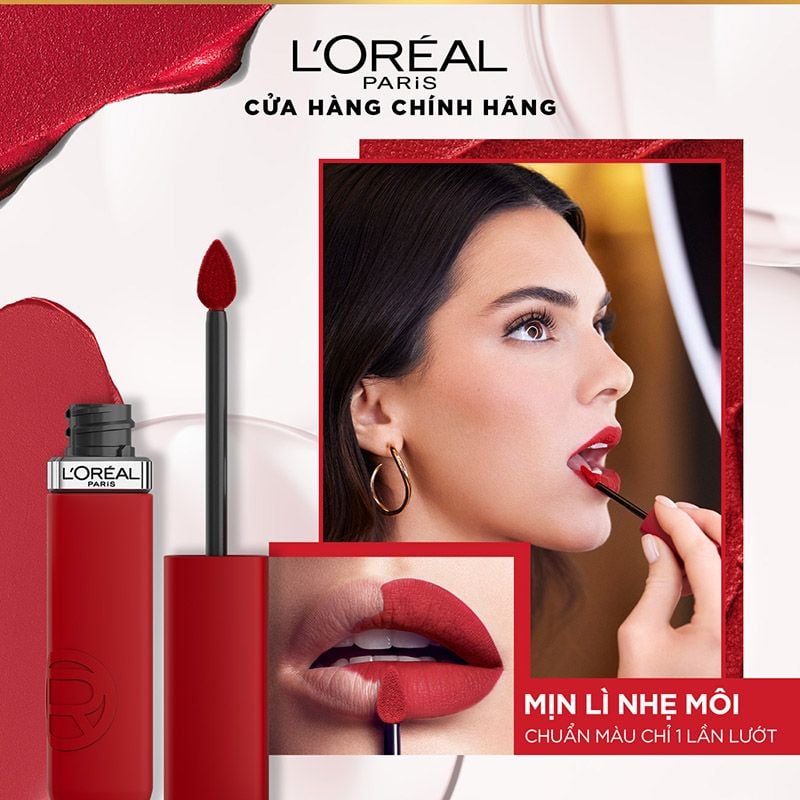 L'ORÉAL
PARIS
CỬA HÀNG CHÍNH HÃNG
L'ORÉAL
PARIS
MỊN LÌ NHẸ MÔI
CHUẨN MÀU CHỈ 1 LẦN LƯỚT